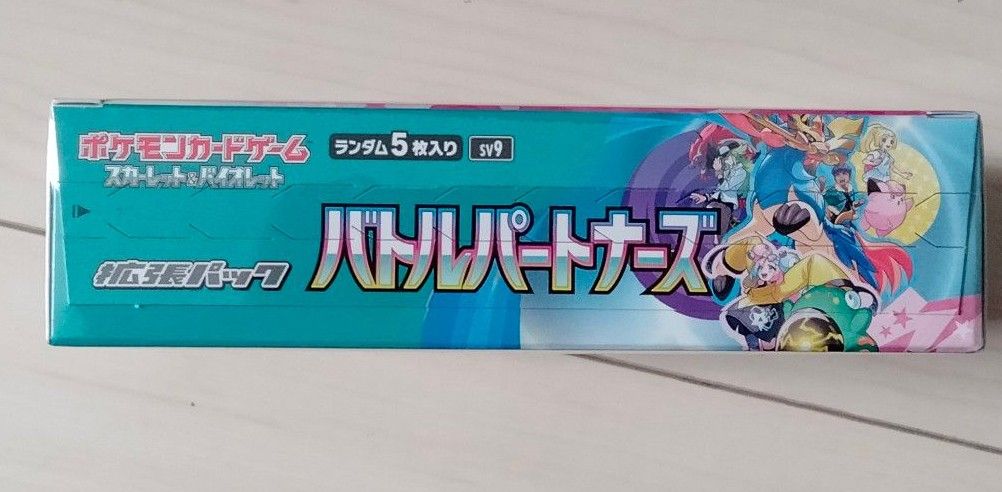 ポケモンカードゲーム
スカーレット&バイオレット
ランダム5枚入り
SV9
拡張パック
バトルパートナーズ